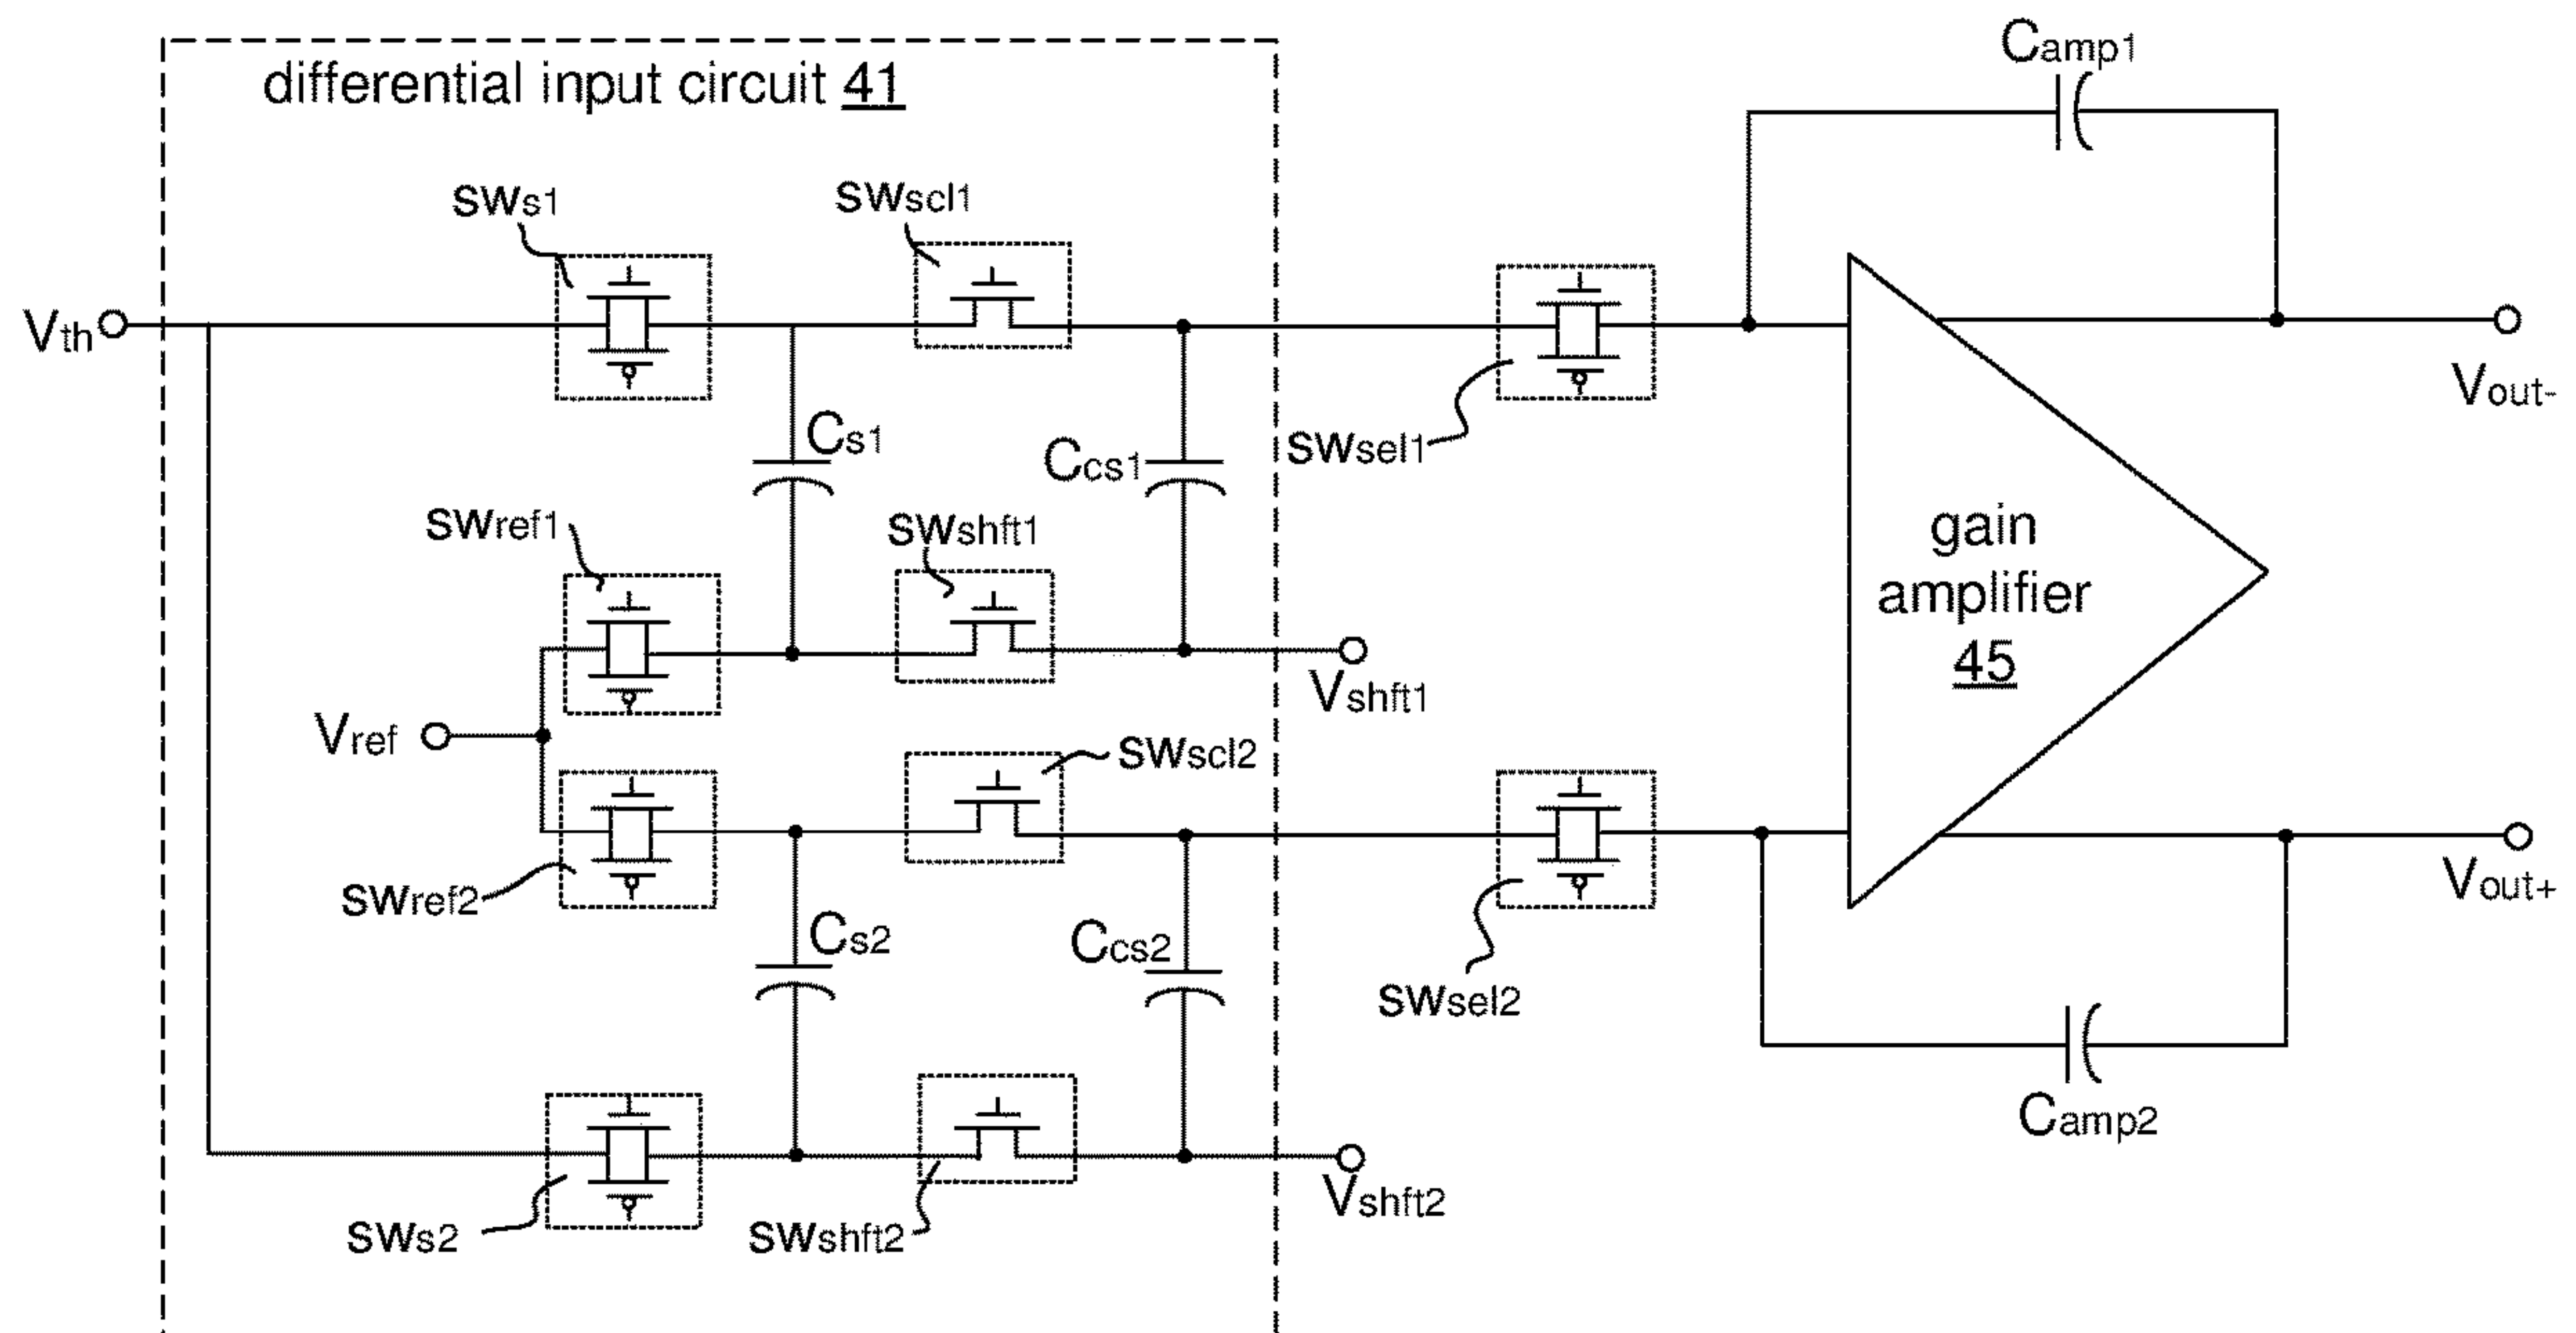 Camp1
differential input circuit 41
sws1
swscl1
Vth
Vout-
Cs1
Ccs1
swsel1
swref1
swshft1
gain
amplifier
45
Vshft1
Vref
swscl2
Vout+
swref2
Cs2
Ccs2
swsel2
Camp2
Vshft2
sws2
swshft2